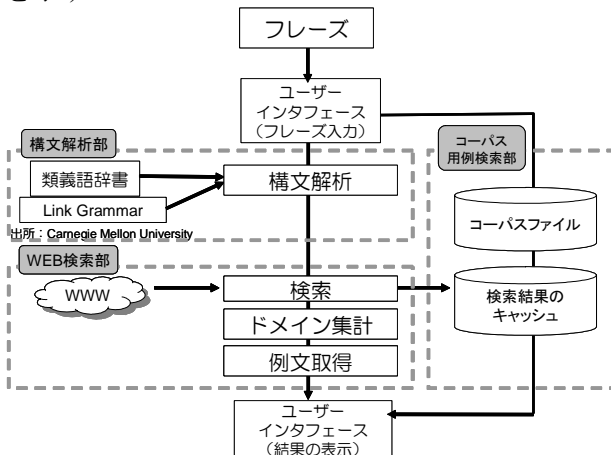 フレーズ
ユーザー
インタフェース
(フレーズ入力)
構文解析部
コーパス
用例検索部
類義語辞書
構文解析
Link Grammar
出所：Carnegie Mellon University
コーパスファイル
WEB検索部
WWW
検索
検索結果の
キャッシュ
ドメイン集計
例文取得
ユーザー
インタフェース
(結果の表示)